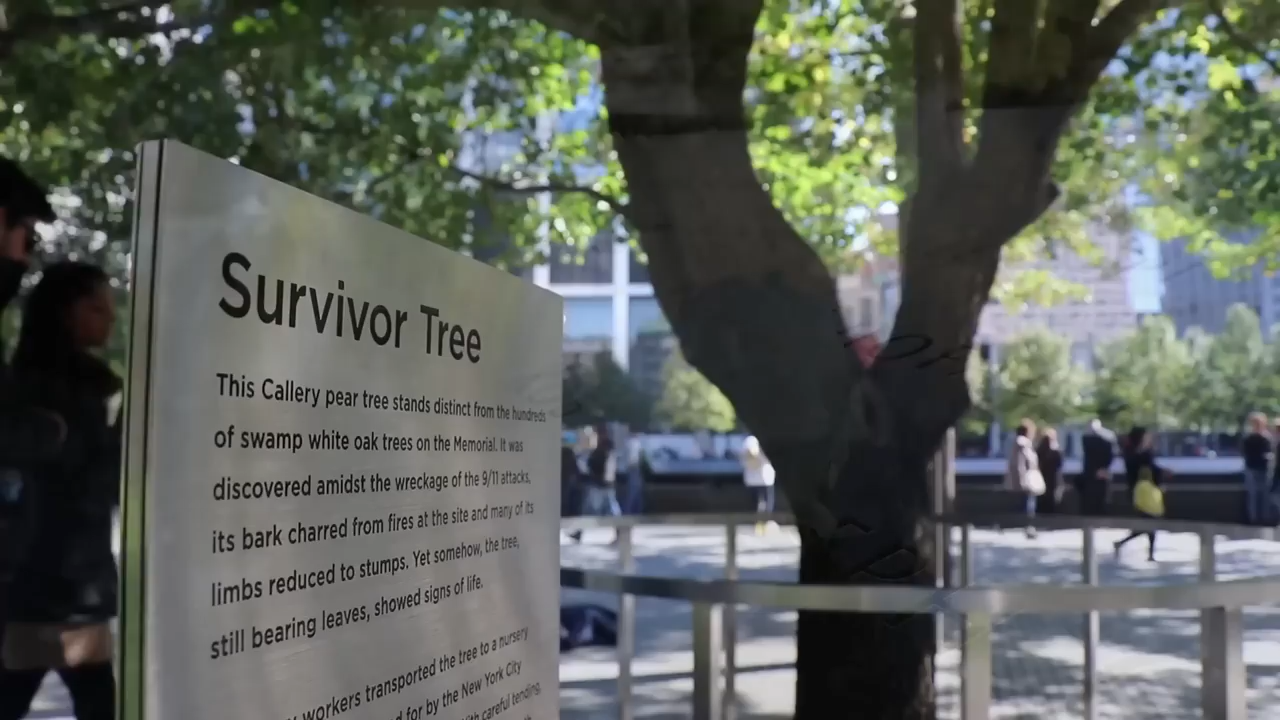 Survivor Tree
This Callery pear tree stands distinct from the hundreds
of swamp white oak trees on the Memorial. It was
discovered amidst the wreckage of the 9/11 attacks,
its bark charred from fires at the site and many of its
limbs reduced to stumps. Yet somehow, the tree,
still bearing leaves, showed signs of life.
workers transported the tree to a nursery
for by the New York City
careful tending,